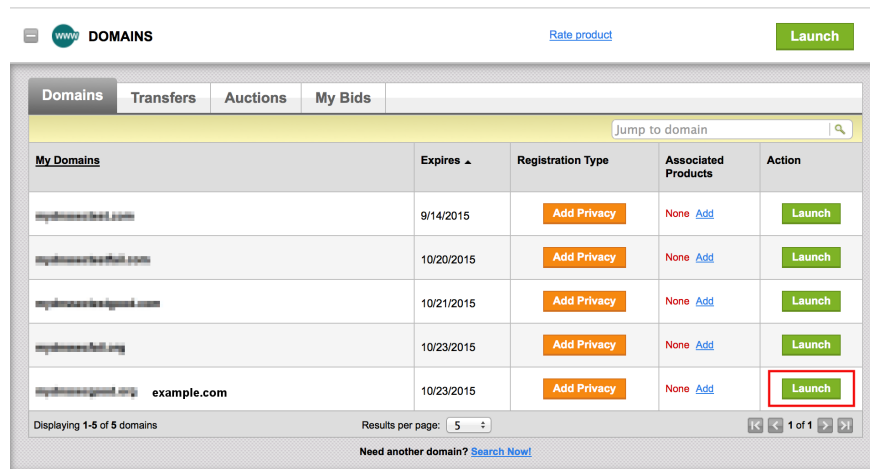 www DOMAINS Rate product Launch
Domains Transfers Auctions My Bids
Jump to domain
My Domains Expires Registration Type Associated Products Action
9/14/2015 Add Privacy None Add Launch
10/20/2015 Add Privacy None Add Launch
10/21/2015 Add Privacy None Add Launch
10/23/2015 Add Privacy None Add Launch
example.com 10/23/2015 Add Privacy None Add Launch
Displaying 1-5 of 5 domains Results per page: 5 1 of 1
Need another domain? Search Now!